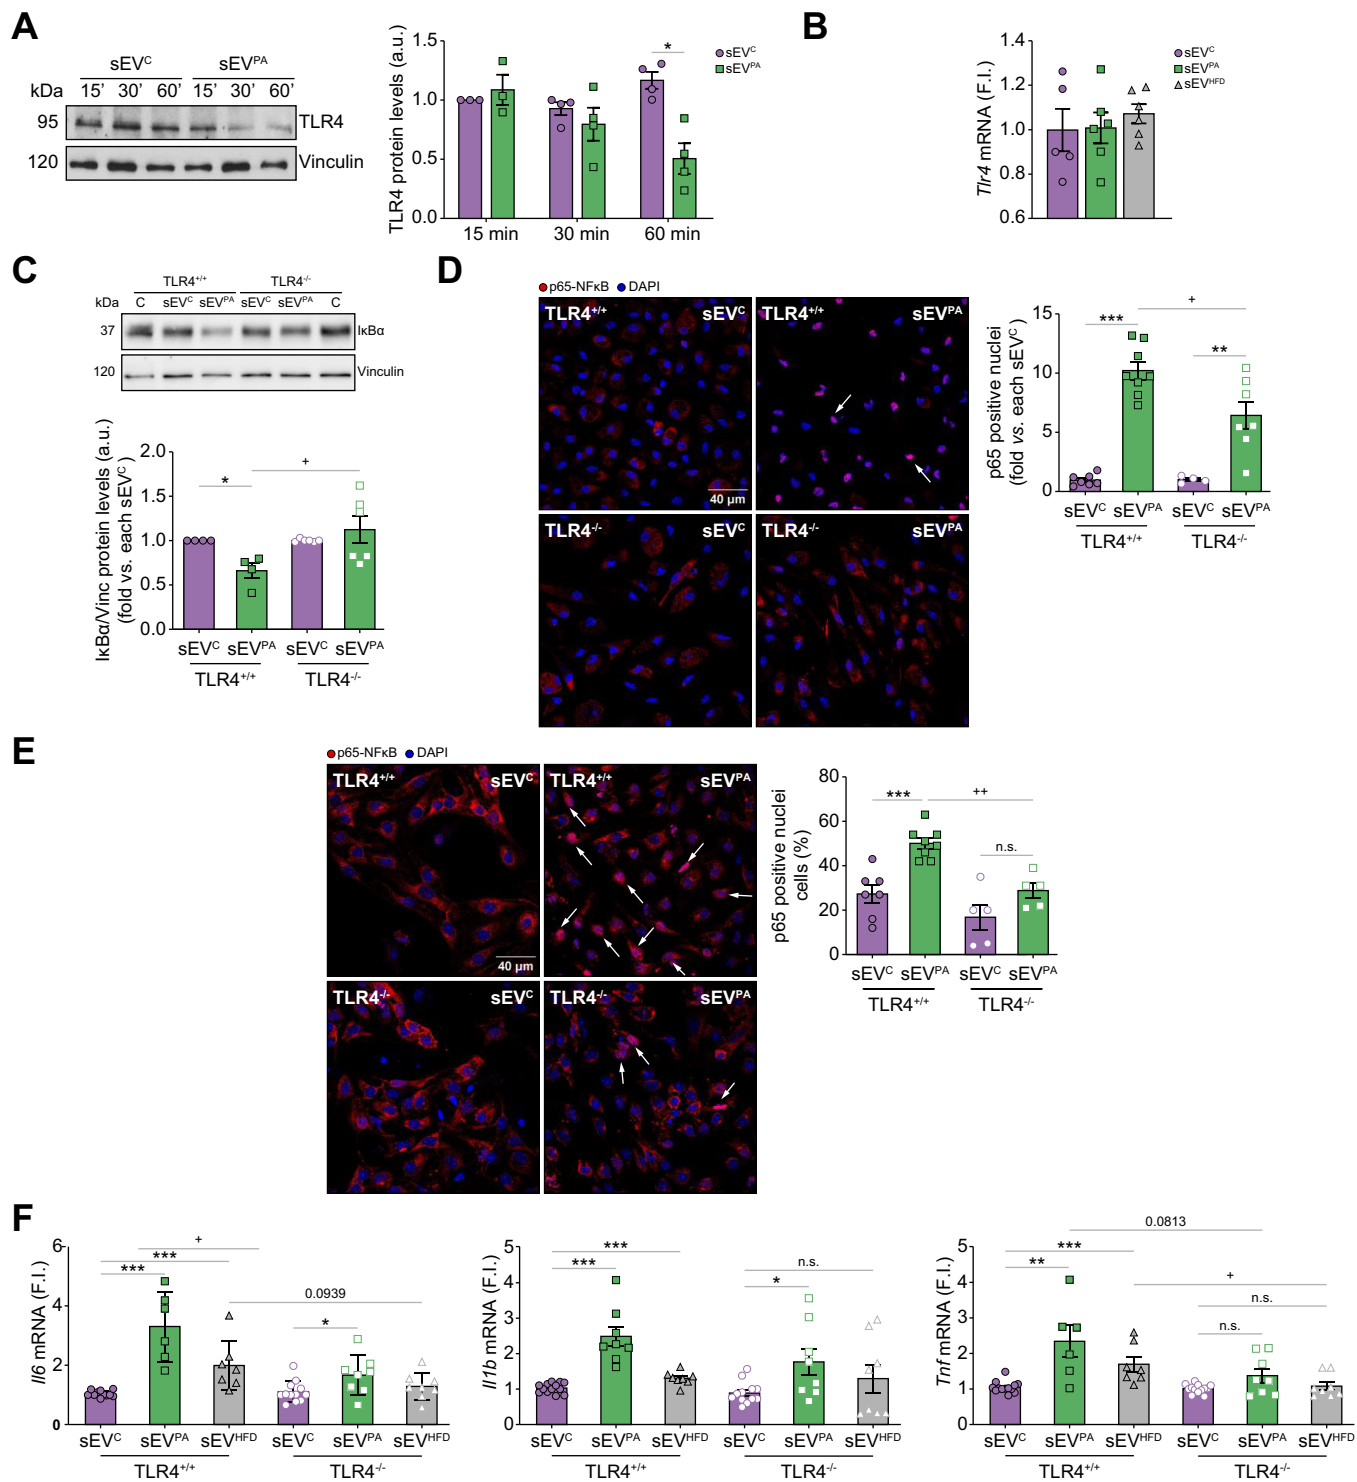 A
sEVC sEVPA
kDa 15' 30' 60' 15' 30' 60'
95 TLR4
120 Vinculin
TLR4 protein levels (a.u.)
1.5
1.0
0.5
0.0
*
15 min 30 min 60 min
sEVC
sEVPA
B
Tlr4 mRNA (F.I.)
1.4
1.2
1.0
0.8
0.6
sEVC
sEVPA
sEVHFD
C
TLR4+/+ TLR4-/-
kDa C sEVC sEVPA sEVC sEVPA C
37 IκBα
120 Vinculin
IκBα/Vinc protein levels (a.u.)
(fold vs. each sEVC)
2.0
1.5
1.0
0.5
0.0
* +
sEVC sEVPA sEVC sEVPA
TLR4+/+ TLR4-/-
D
p65-NFκB DAPI
TLR4+/+ sEVC TLR4+/+ sEVPA
40 µm
TLR4-/- sEVC TLR4-/- sEVPA
p65 positive nuclei
(fold vs. each sEVC)
15
10
5
0
*** + **
sEVC sEVPA sEVC sEVPA
TLR4+/+ TLR4-/-
E
p65-NFκB DAPI
TLR4+/+ sEVC TLR4+/+ sEVPA
40 µm
TLR4-/- sEVC TLR4-/- sEVPA
p65 positive nuclei
cells (%)
80
60
40
20
0
*** ++ n.s.
sEVC sEVPA sEVC sEVPA
TLR4+/+ TLR4-/-
F
Il6 mRNA (F.I.)
6
4
2
0
+
***
***
0.0939
*
sEVC sEVPA sEVHFD sEVC sEVPA sEVHFD
TLR4+/+ TLR4-/-
Il1b mRNA (F.I.)
5
4
3
2
1
0
***
***
n.s.
*
sEVC sEVPA sEVHFD sEVC sEVPA sEVHFD
TLR4+/+ TLR4-/-
Tnf mRNA (F.I.)
5
4
3
2
1
0
0.0813
***
**
+
n.s.
n.s.
sEVC sEVPA sEVHFD sEVC sEVPA sEVHFD
TLR4+/+ TLR4-/-